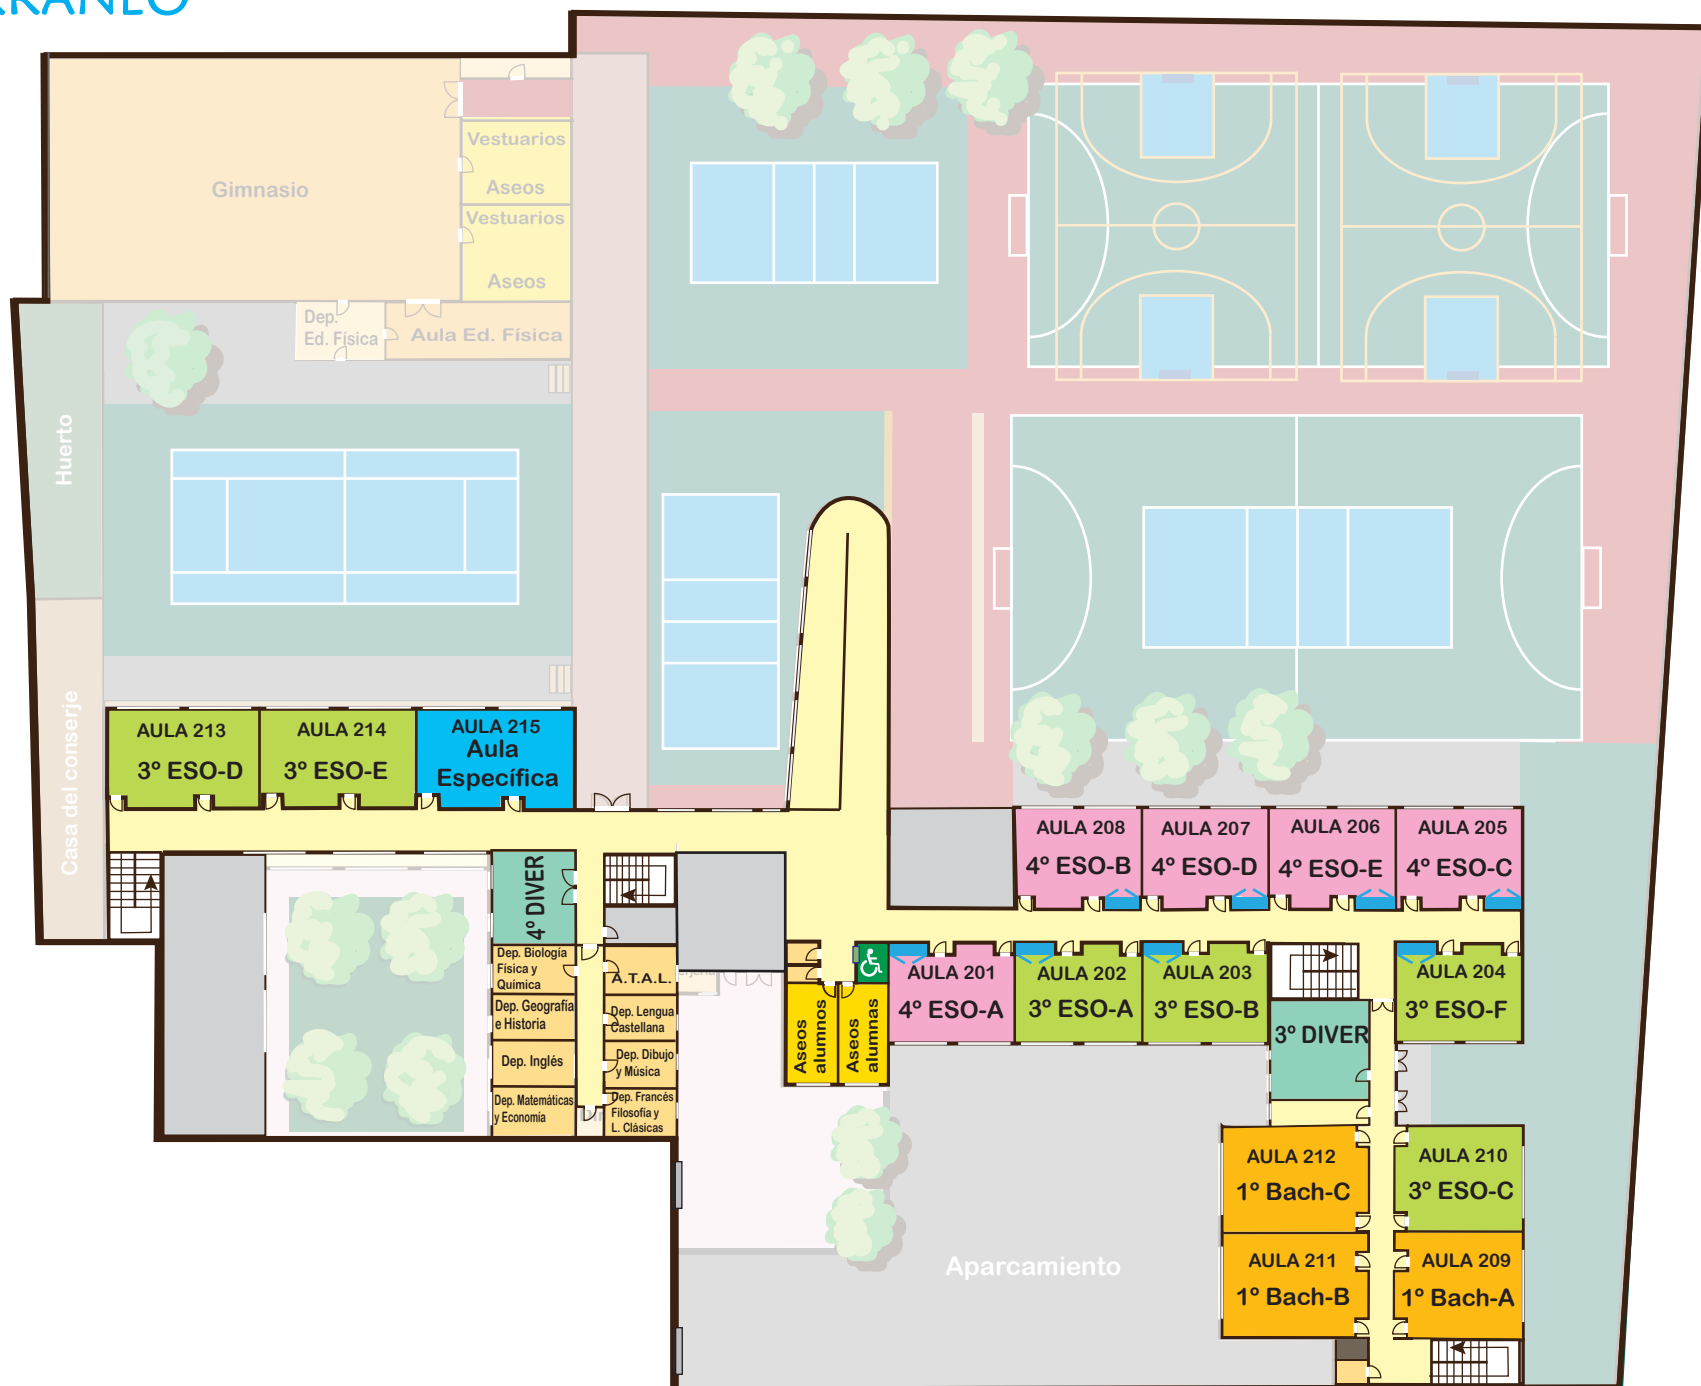 RRÁNEO
Vestuarios
Aseos
Gimnasio
Vestuarios
Aseos
Dep.
Ed. Física
Aula Ed. Física
Huerto
Casa del conserje
AULA 213
3º ESO-D
AULA 214
3º ESO-E
AULA 215
Aula
Específica
AULA 208
4º ESO-B
AULA 207
4º ESO-D
AULA 206
4º ESO-E
AULA 205
4º ESO-C
4º DIVER
Dep. Biología
Física y
Química
A.T.A.L.
Dep. Geografía
e Historia
Dep. Lengua
Castellana
Dep. Inglés
Dep. Dibujo
y Música
Dep. Matemáticas
y Economía
Dep. Francés
Filosofía y
L. Clásicas
Aseos
alumnos
Aseos
alumnas
AULA 201
4º ESO-A
AULA 202
3º ESO-A
AULA 203
3º ESO-B
AULA 204
3º ESO-F
3º DIVER
AULA 212
1º Bach-C
AULA 210
3º ESO-C
AULA 211
1º Bach-B
AULA 209
1º Bach-A
Aparcamiento